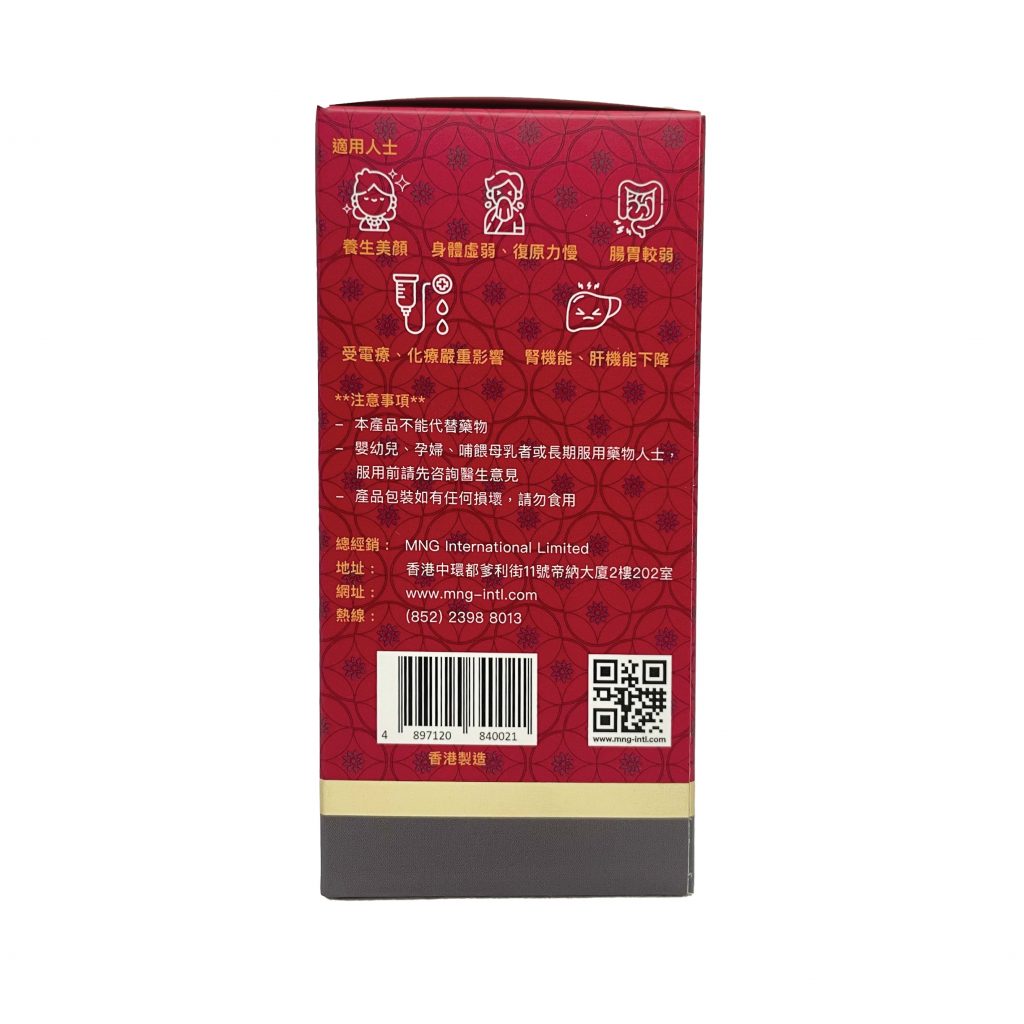 適用人士
養生美顏 身體虛弱、復原力慢 腸胃較弱
受電療、化療嚴重影響 腎機能、肝機能下降
**注意事項**
– 本產品不能代替藥物
– 嬰幼兒、孕婦、哺餵母乳者或長期服用藥物人士，
服用前請先咨詢醫生意見
– 產品包裝如有任何損壞，請勿食用
總經銷： MNG International Limited
地址： 香港中環都爹利街11號帝納大廈2樓202室
網址： www.mng-intl.com
熱線： (852) 2398 8013
4 897120 840021
www.mng-intl.com
香港製造